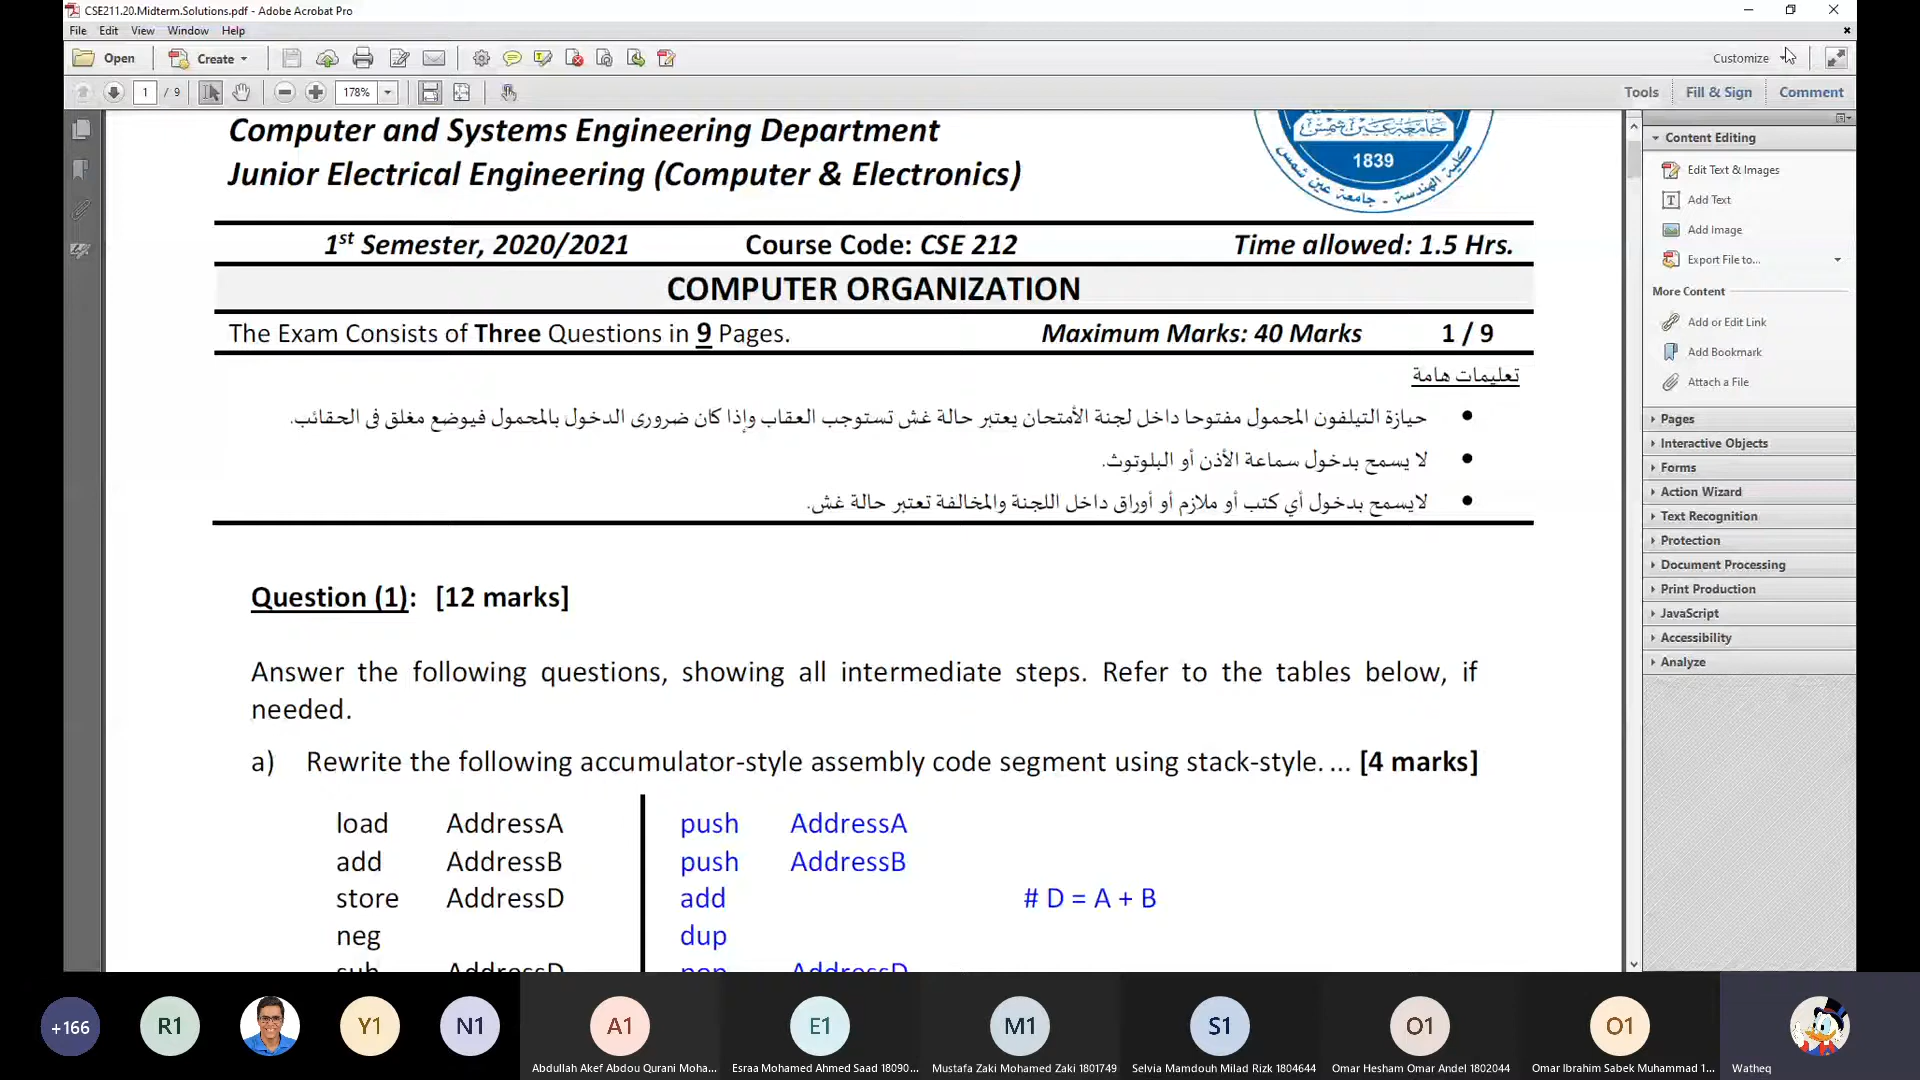 CSE211.20.Midterm.Solutions.pdf - Adobe Acrobat Pro
File Edit View Window Help
Open Create Customize
1 / 9 178% Tools Fill & Sign Comment
Computer and Systems Engineering Department
Junior Electrical Engineering (Computer & Electronics)
جامعة عين شمس
1839
كلية الهندسة - جامعة عين شمس
1st Semester, 2020/2021 Course Code: CSE 212 Time allowed: 1.5 Hrs.
COMPUTER ORGANIZATION
The Exam Consists of Three Questions in 9 Pages. Maximum Marks: 40 Marks 1 / 9
تعليمات هامة
• حيازة التيلفون المحمول مفتوحا داخل لجنة الأمتحان يعتبر حالة غش تستوجب العقاب وإذا كان ضرورى الدخول بالمحمول فيوضع مغلق فى الحقائب.
• لا يسمح بدخول سماعة الأذن أو البلوتوث.
• لايسمح بدخول أي كتب أو ملازم أو أوراق داخل اللجنة والمخالفة تعتبر حالة غش.
Question (1): [12 marks]
Answer the following questions, showing all intermediate steps. Refer to the tables below, if
needed.
a) Rewrite the following accumulator-style assembly code segment using stack-style. ... [4 marks]
load AddressA push AddressA
add AddressB push AddressB
store AddressD add # D = A + B
neg dup
sub AddressD pop AddressD
Content Editing
Edit Text & Images
Add Text
Add Image
Export File to...
More Content
Add or Edit Link
Add Bookmark
Attach a File
Pages
Interactive Objects
Forms
Action Wizard
Text Recognition
Protection
Document Processing
Print Production
JavaScript
Accessibility
Analyze
+166 R1 Y1 N1 A1 E1 M1 S1 O1 O1
Abdullah Akef Abdou Qurani Moha... Esraa Mohamed Ahmed Saad 18090... Mustafa Zaki Mohamed Zaki 1801749 Selvia Mamdouh Milad Rizk 1804644 Omar Hesham Omar Andel 1802044 Omar Ibrahim Sabek Muhammad 1... Watheq